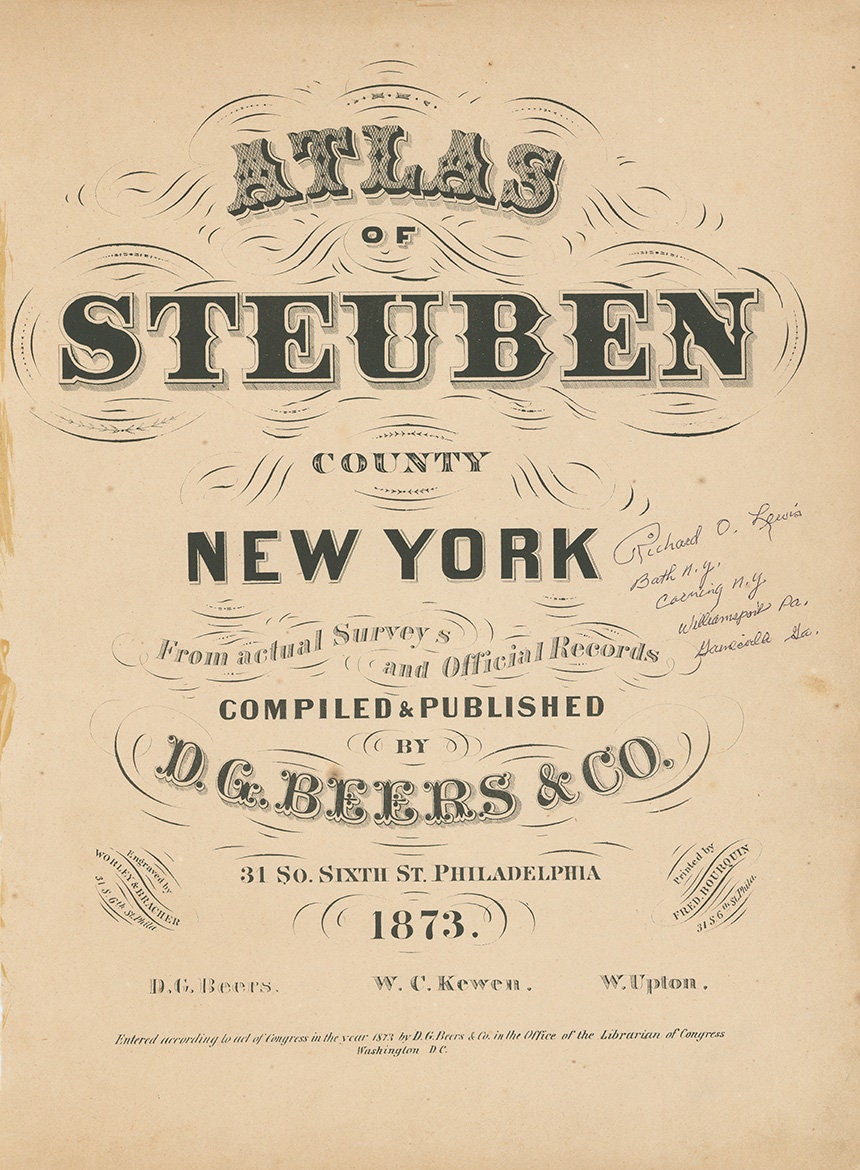 ATLAS
OF
STEUBEN
COUNTY
NEW YORK
Richard O. Lewis
Bath N.Y.
Corning N.Y.
Williamsport Pa.
Ga.
From actual Surveys
and Official Records
COMPILED & PUBLISHED
BY
D. G. BEERS & CO.
31 SO. SIXTH ST. PHILADELPHIA
1873.
Engraved by
WORLEY & BRACHER
31 S 6th St. Phila.
Printed by
FRED. BOURQUIN
31 S 6th St. Phila.
D. G. Beers. W. C. Kewen. W. Upton.
Entered according to act of Congress in the year 1873 by D. G. Beers & Co. in the Office of the Librarian of Congress
Washington D C.